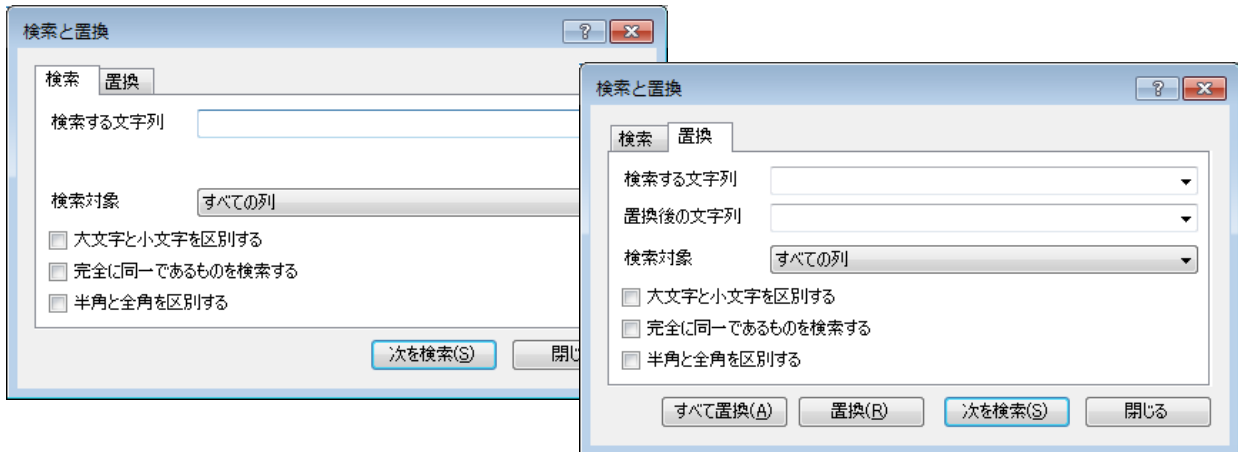 検索と置換
検索 置換
検索する文字列
検索対象 すべての列
大文字と小文字を区別する
完全に同一であるものを検索する
半角と全角を区別する
次を検索(S) 閉じ
検索と置換
検索 置換
検索する文字列
置換後の文字列
検索対象 すべての列
大文字と小文字を区別する
完全に同一であるものを検索する
半角と全角を区別する
すべて置換(A) 置換(R) 次を検索(S) 閉じる